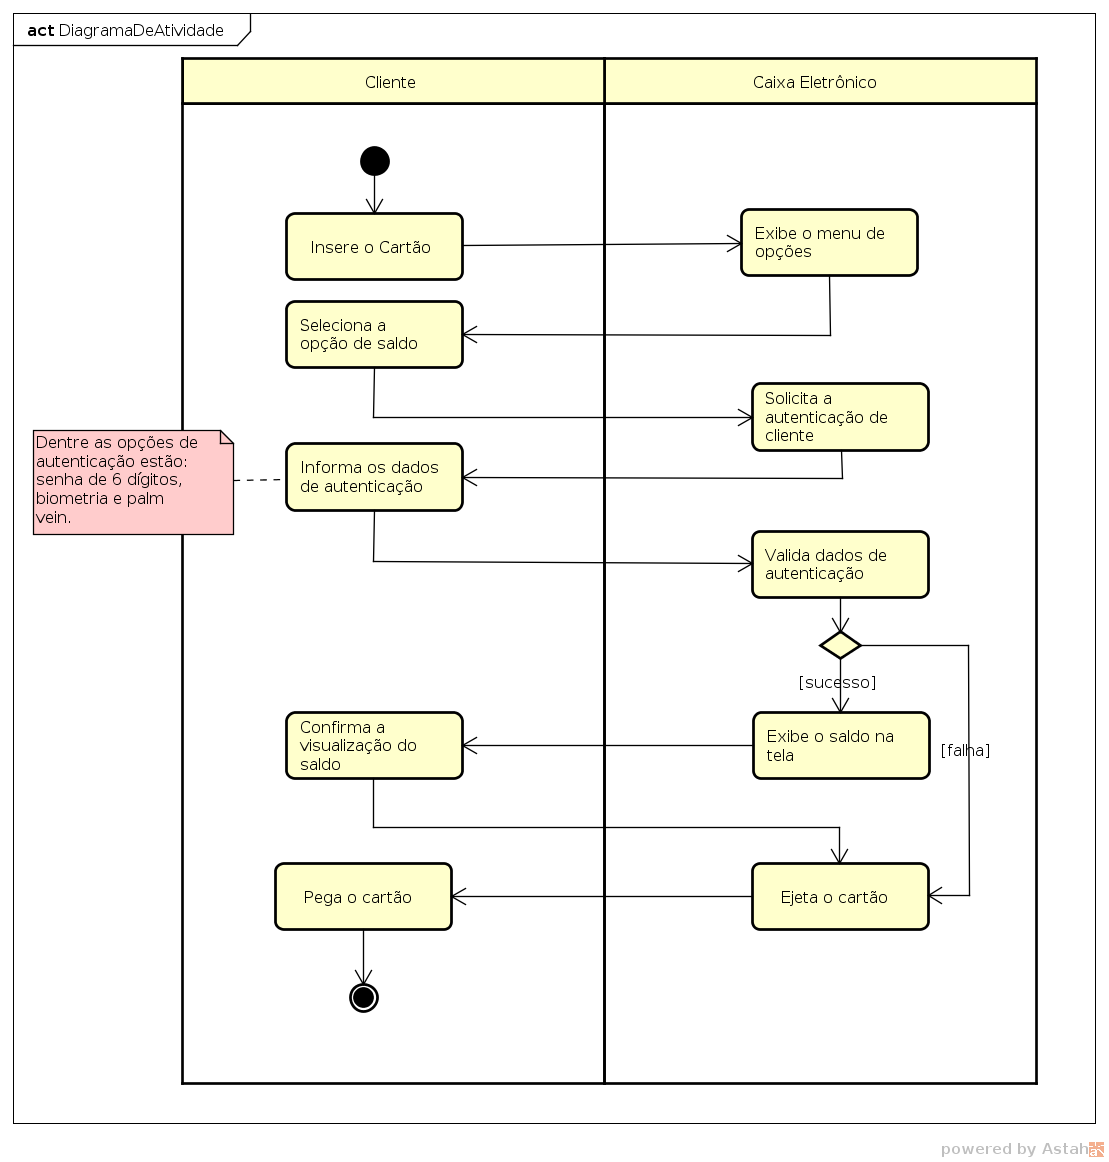 act DiagramaDeAtividade
Cliente
Caixa Eletrônico
Insere o Cartão
Exibe o menu de
opções
Seleciona a
opção de saldo
Solicita a
autenticação de
cliente
Dentre as opções de
autenticação estão:
senha de 6 dígitos,
biometria e palm
vein.
Informa os dados
de autenticação
Valida dados de
autenticação
[sucesso]
Exibe o saldo na
tela
[falha]
Confirma a
visualização do
saldo
Ejeta o cartão
Pega o cartão
powered by Astah